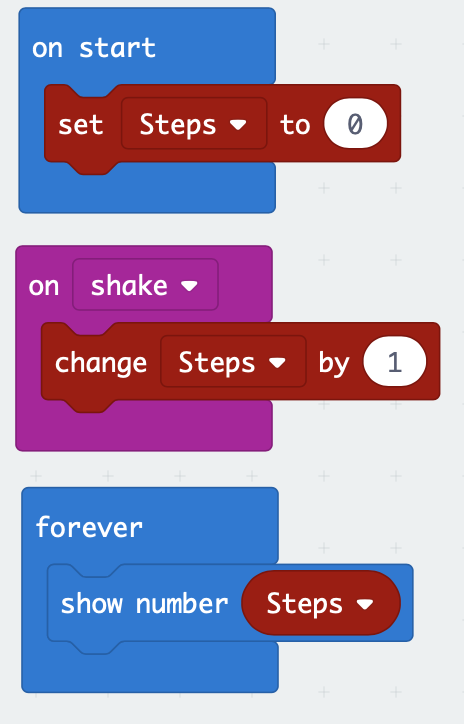 on start
set Steps to 0
on shake
change Steps by 1
forever
show number Steps